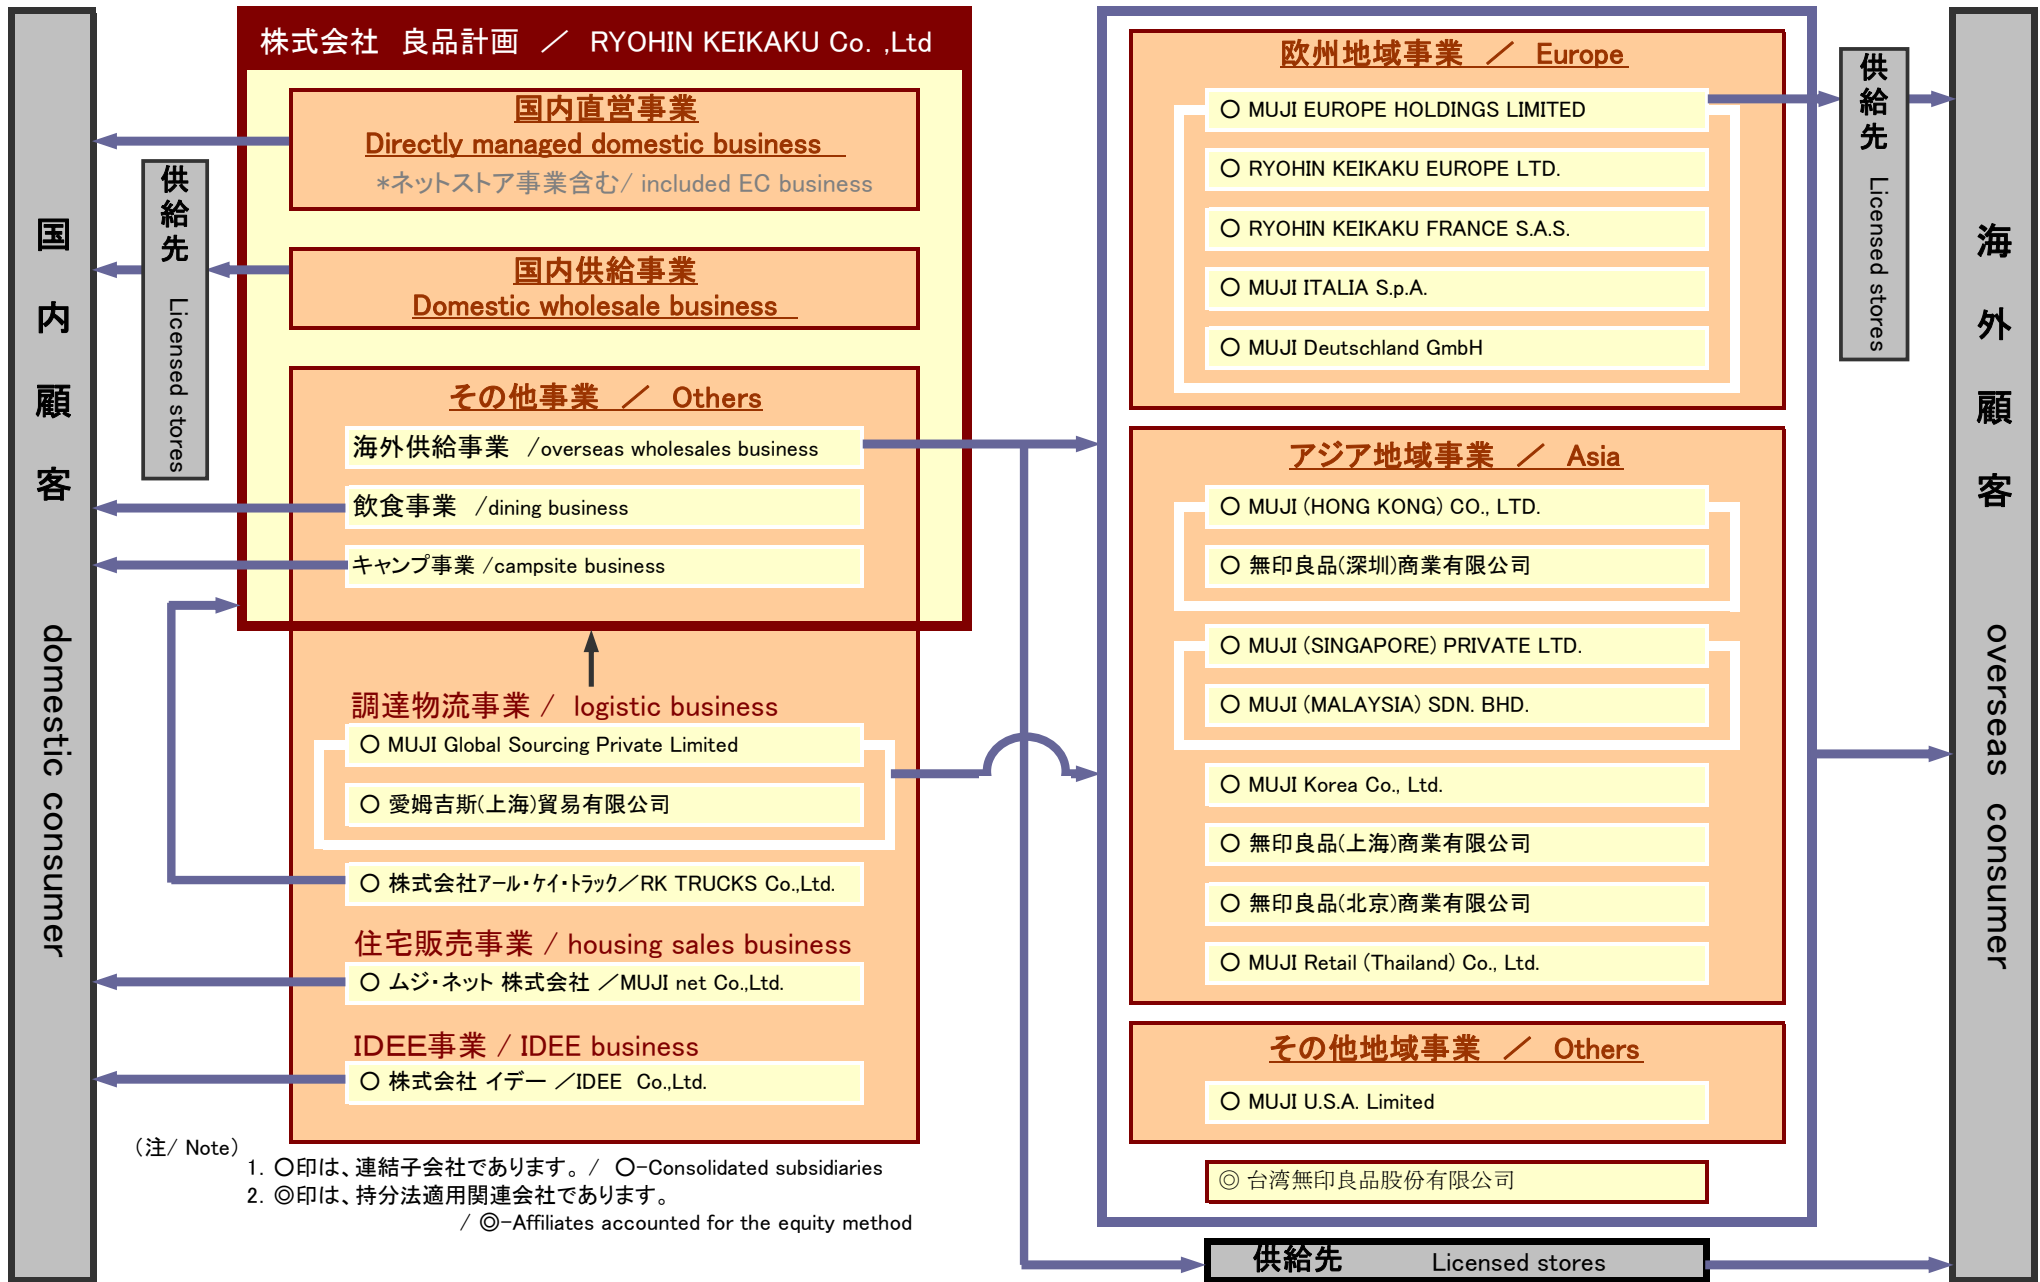 国内顧客 domestic consumer
供給先 Licensed stores
株式会社 良品計画 ／ RYOHIN KEIKAKU Co. ,Ltd
国内直営事業
Directly managed domestic business
*ネットストア事業含む/ included EC business
国内供給事業
Domestic wholesale business
その他事業 ／ Others
海外供給事業 /overseas wholesales business
飲食事業 /dining business
キャンプ事業 /campsite business
調達物流事業 / logistic business
○ MUJI Global Sourcing Private Limited
○ 愛姆吉斯(上海)貿易有限公司
○ 株式会社アール・ケイ・トラック／RK TRUCKS Co.,Ltd.
住宅販売事業 / housing sales business
○ ムジ・ネット 株式会社 ／MUJI net Co.,Ltd.
IDEE事業 / IDEE business
○ 株式会社 イデー ／IDEE Co.,Ltd.
（注/ Note）
1. ○印は、連結子会社であります。 / ○-Consolidated subsidiaries
2. ◎印は、持分法適用関連会社であります。
/ ◎-Affiliates accounted for the equity method
欧州地域事業 ／ Europe
○ MUJI EUROPE HOLDINGS LIMITED
○ RYOHIN KEIKAKU EUROPE LTD.
○ RYOHIN KEIKAKU FRANCE S.A.S.
○ MUJI ITALIA S.p.A.
○ MUJI Deutschland GmbH
アジア地域事業 ／ Asia
○ MUJI (HONG KONG) CO., LTD.
○ 無印良品(深圳)商業有限公司
○ MUJI (SINGAPORE) PRIVATE LTD.
○ MUJI (MALAYSIA) SDN. BHD.
○ MUJI Korea Co., Ltd.
○ 無印良品(上海)商業有限公司
○ 無印良品(北京)商業有限公司
○ MUJI Retail (Thailand) Co., Ltd.
その他地域事業 ／ Others
○ MUJI U.S.A. Limited
◎ 台湾無印良品股份有限公司
供給先 Licensed stores
供給先 Licensed stores
海外顧客 overseas consumer